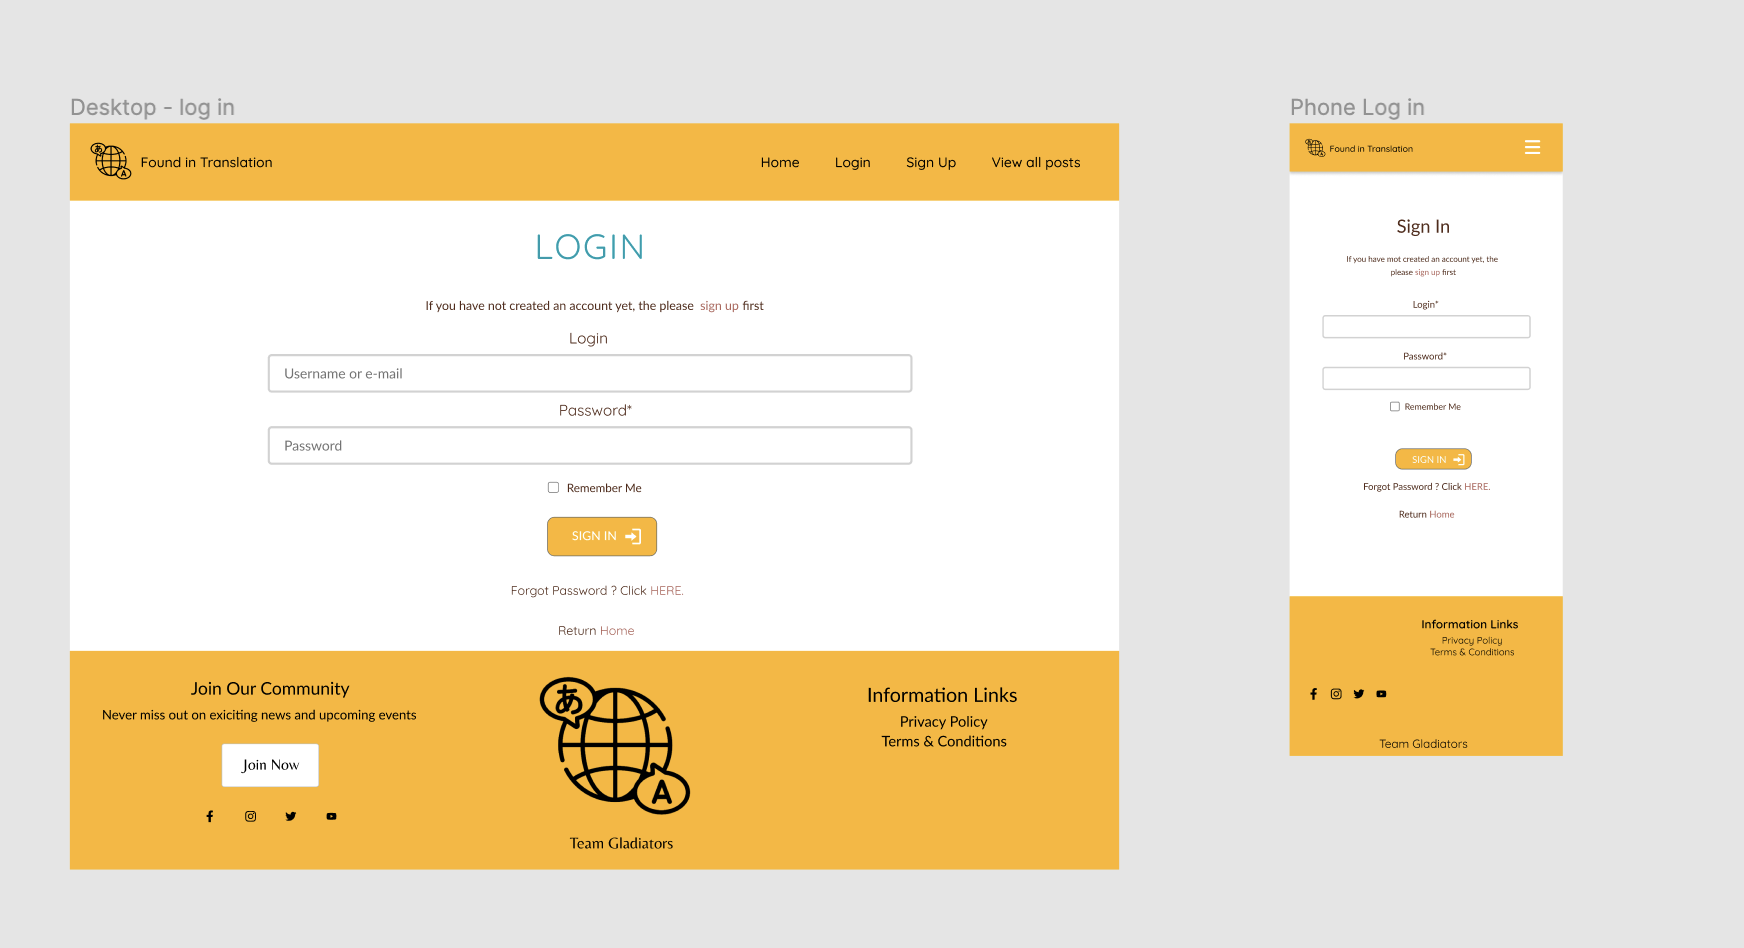 Desktop - log in
Found in Translation
Home Login Sign Up View all posts
LOGIN
If you have not created an account yet, the please sign up first
Login
Username or e-mail
Password*
Password
Remember Me
SIGN IN
Forgot Password ? Click HERE.
Return Home
Join Our Community
Never miss out on exiciting news and upcoming events
Join Now
あ
A
Team Gladiators
Information Links
Privacy Policy
Terms & Conditions
Phone Log in
Found in Translation
Sign In
If you have mot created an account yet, the
please sign up first
Login*
Password*
Remember Me
SIGN IN
Forgot Password ? Click HERE.
Return Home
Information Links
Privacy Policy
Terms & Conditions
Team Gladiators